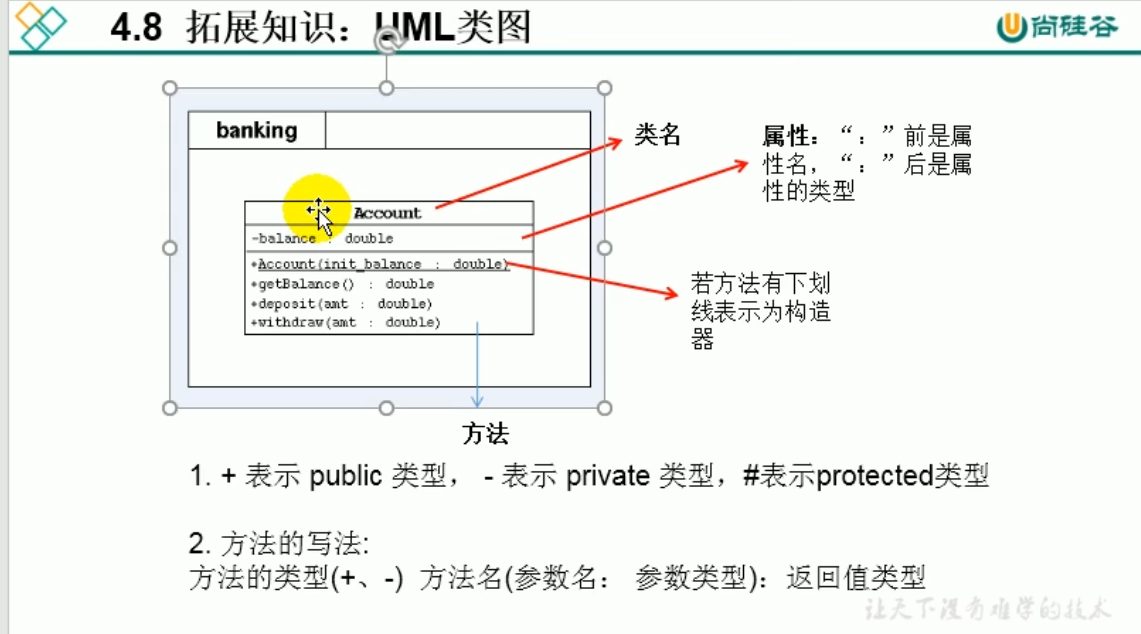 4.8 拓展知识：UML类图
尚硅谷
banking
类名
属性：“：”前是属
性名，“：”后是属
性的类型
Account
-balance : double
+Account(init_balance : double)
+getBalance() : double
+deposit(amt : double)
+withdraw(amt : double)
若方法有下划
线表示为构造
器
方法
1. + 表示 public 类型， - 表示 private 类型，#表示protected类型
2. 方法的写法:
方法的类型(+、-) 方法名(参数名： 参数类型)：返回值类型
让天下没有难学的技术